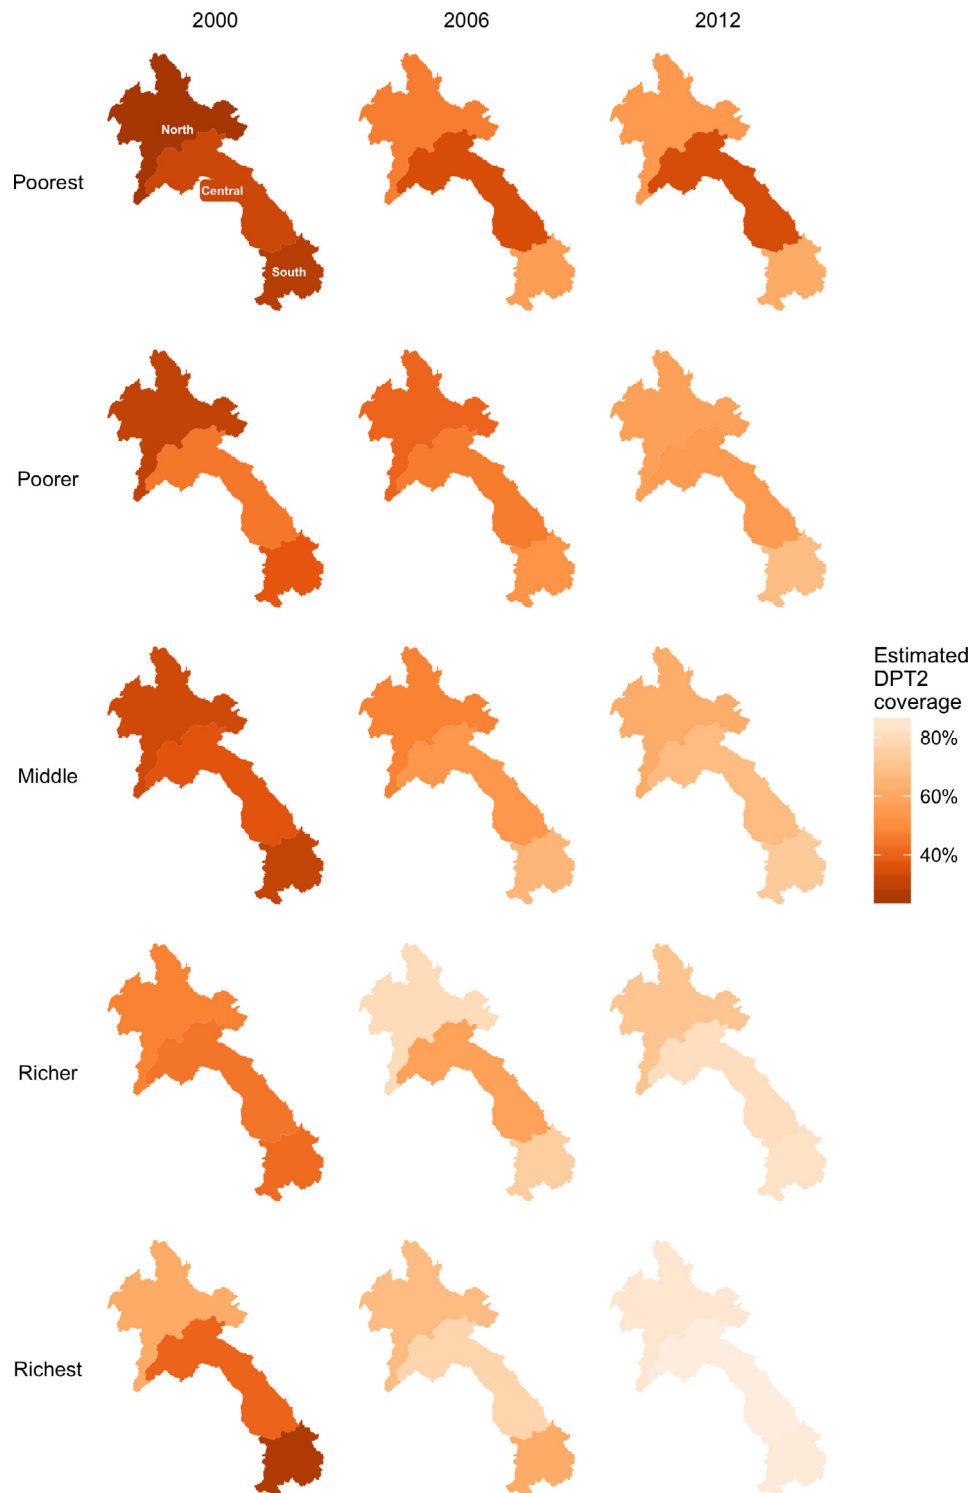 2000
2006
2012
Poorest
North
Central
South
Poorer
Middle
Estimated
DPT2
coverage
80%
60%
40%
Richer
Richest